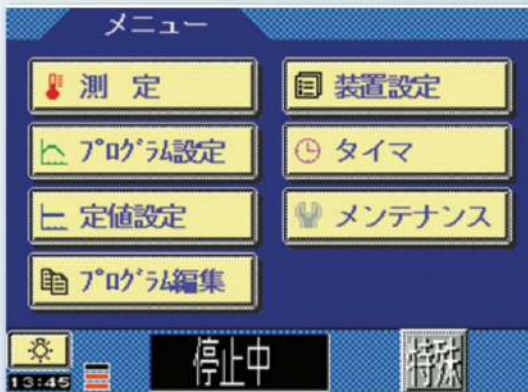 メニュー
測 定
装置設定
プログラム設定
タイマ
定値設定
メンテナンス
プログラム編集
停止中
特殊
13:45